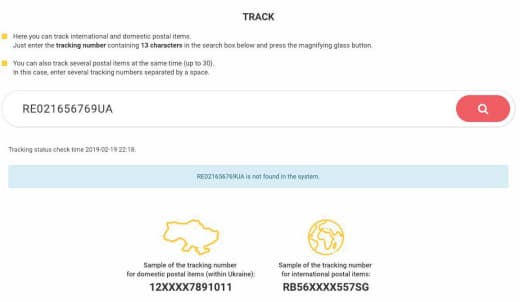 TRACK
Here you can track international and domestic postal items.
Just enter the tracking number containing 13 characters in the search box below and press the magnifying glass button.
You can also track several postal items at the same time (up to 30).
In this case, enter several tracking numbers separated by a space.
RE021656769UA
Tracking status check time 2019-02-19 22:18.
RE021656769UA is not found in the system.
Sample of the tracking number
for domestic postal items (within Ukraine):
12XXXX7891011
Sample of the tracking number
for international postal items:
RB56XXXX557SG